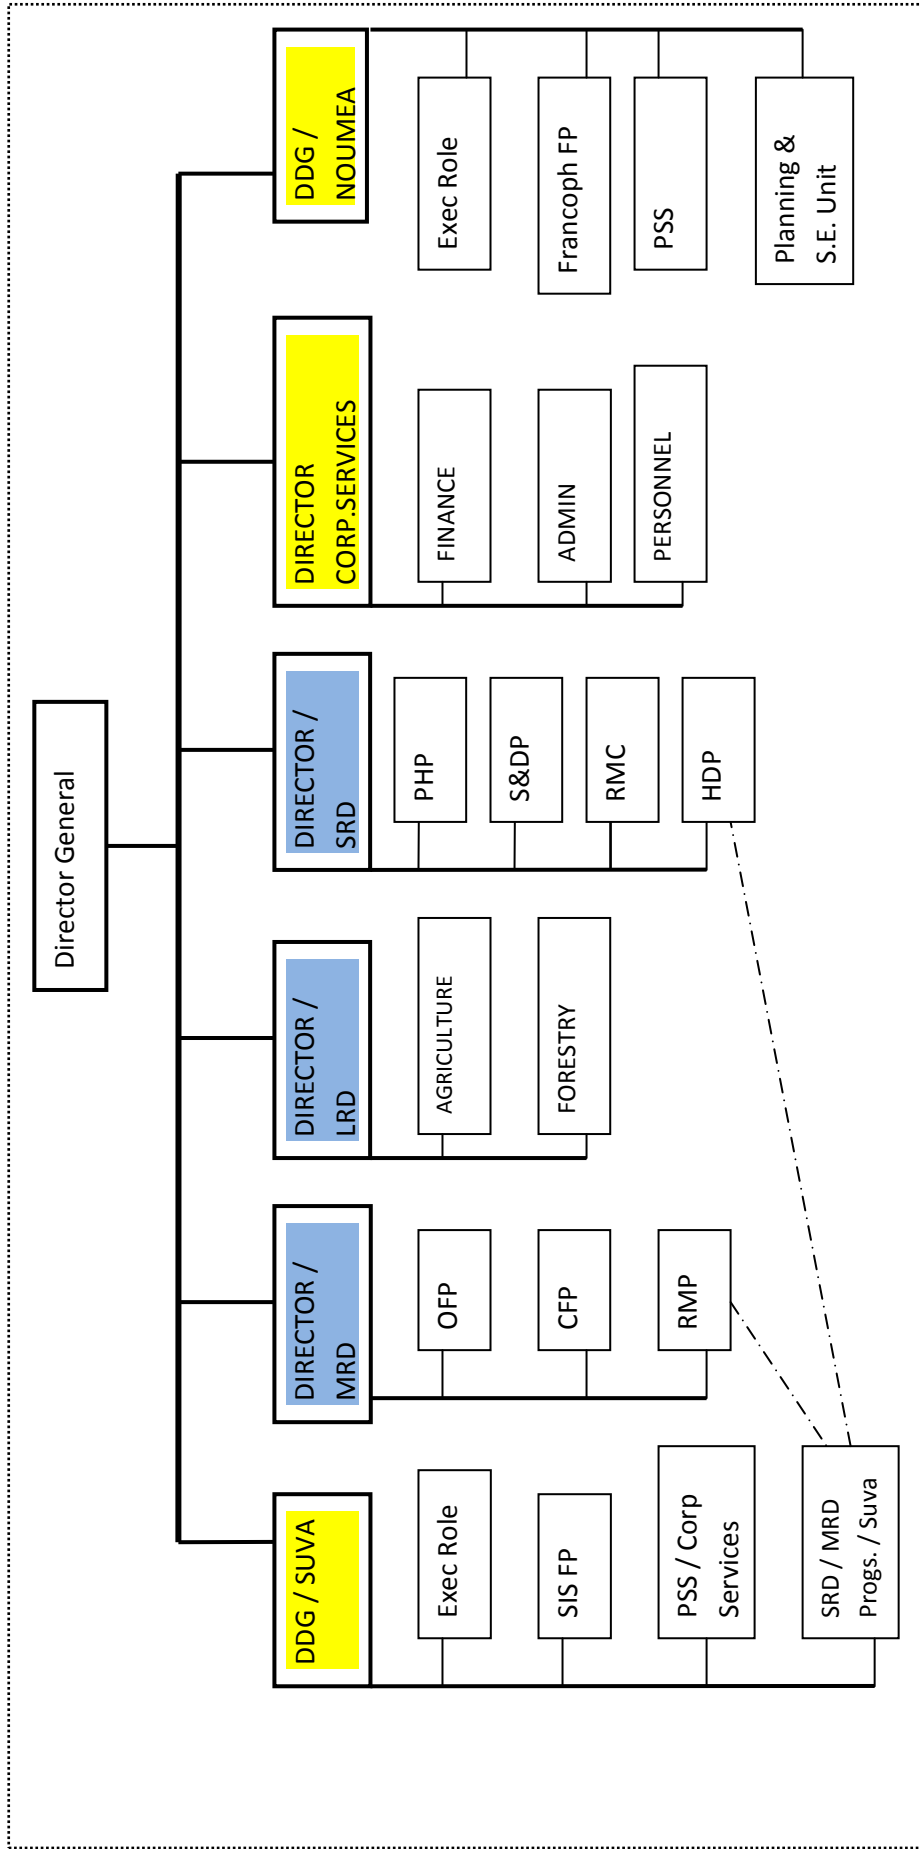 Director General
DDG / SUVA
Exec Role
SIS FP
PSS / Corp
Services
SRD / MRD
Progs. / Suva
DIRECTOR /
MRD
OFP
CFP
RMP
DIRECTOR /
LRD
AGRICULTURE
FORESTRY
DIRECTOR /
SRD
PHP
S&DP
RMC
HDP
DIRECTOR
CORP.SERVICES
FINANCE
ADMIN
PERSONNEL
DDG /
NOUMEA
Exec Role
Francoph FP
PSS
Planning &
S.E. Unit